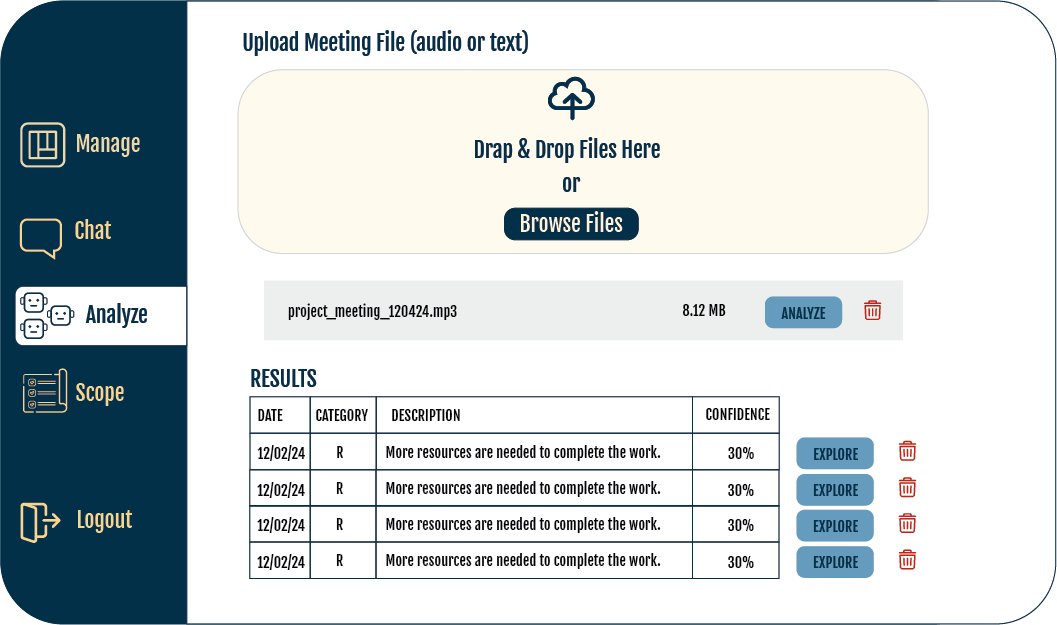 Upload Meeting File (audio or text)
Drap & Drop Files Here
or
Browse Files
Manage
Chat
Analyze
Scope
Logout
project_meeting_120424.mp3 8.12 MB ANALYZE
RESULTS
DATE CATEGORY DESCRIPTION CONFIDENCE
12/02/24 R More resources are needed to complete the work. 30% EXPLORE
12/02/24 R More resources are needed to complete the work. 30% EXPLORE
12/02/24 R More resources are needed to complete the work. 30% EXPLORE
12/02/24 R More resources are needed to complete the work. 30% EXPLORE